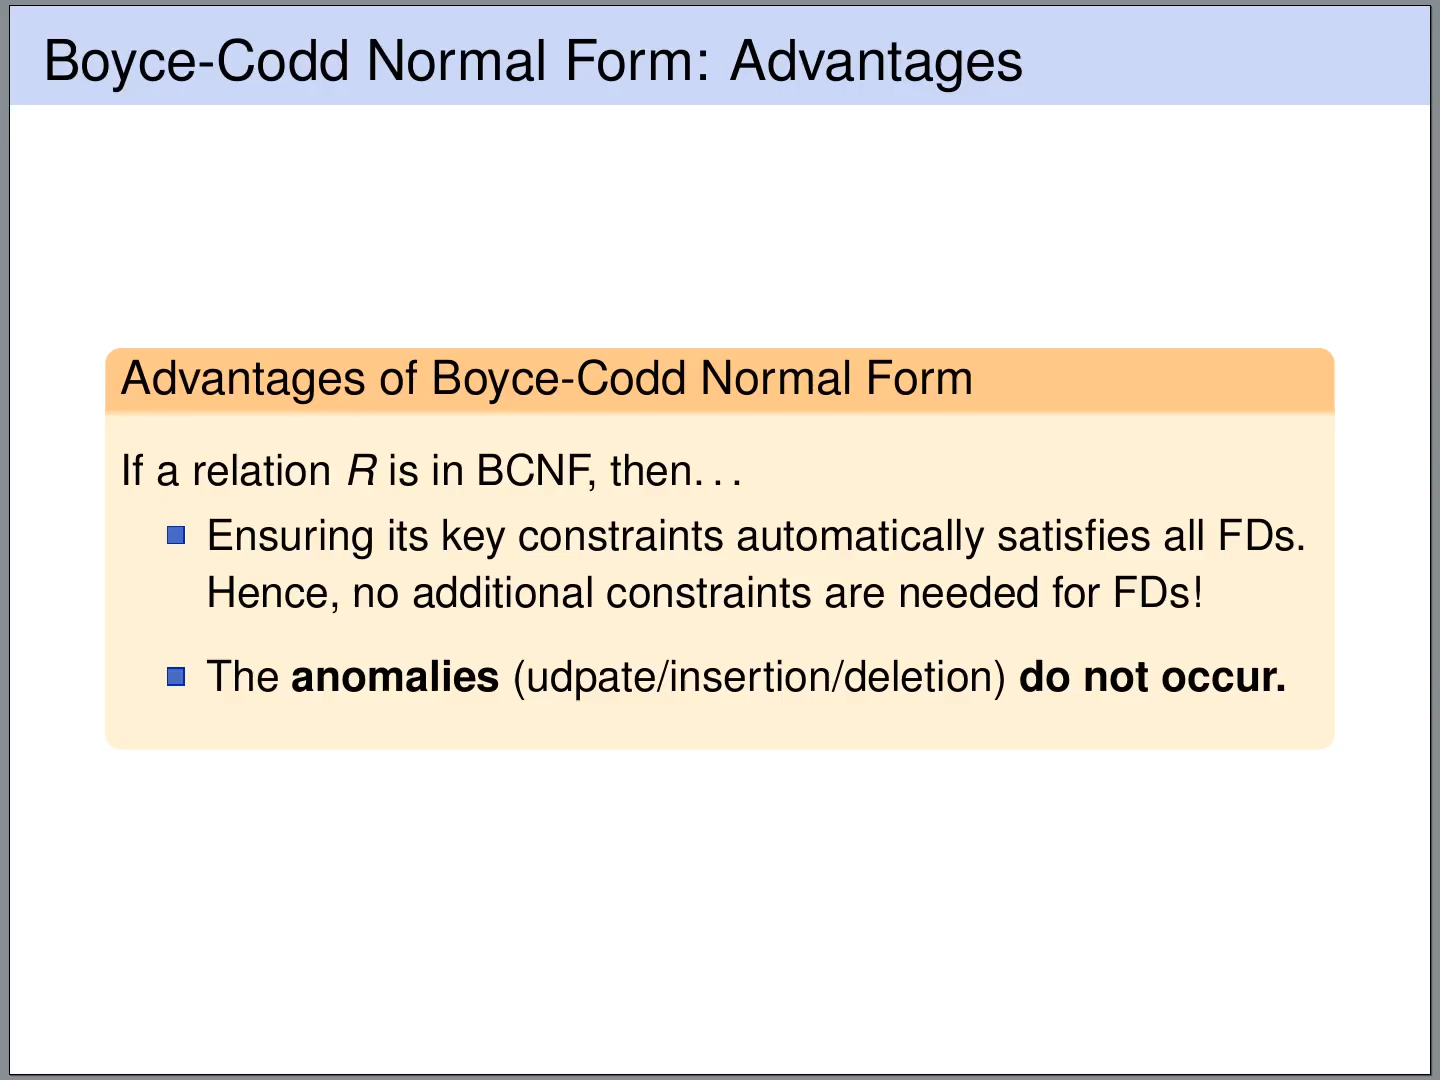 Boyce-Codd Normal Form: Advantages
Advantages of Boyce-Codd Normal Form
If a relation R is in BCNF, then. . .
Ensuring its key constraints automatically satisfies all FDs.
Hence, no additional constraints are needed for FDs!
The anomalies (udpate/insertion/deletion) do not occur.